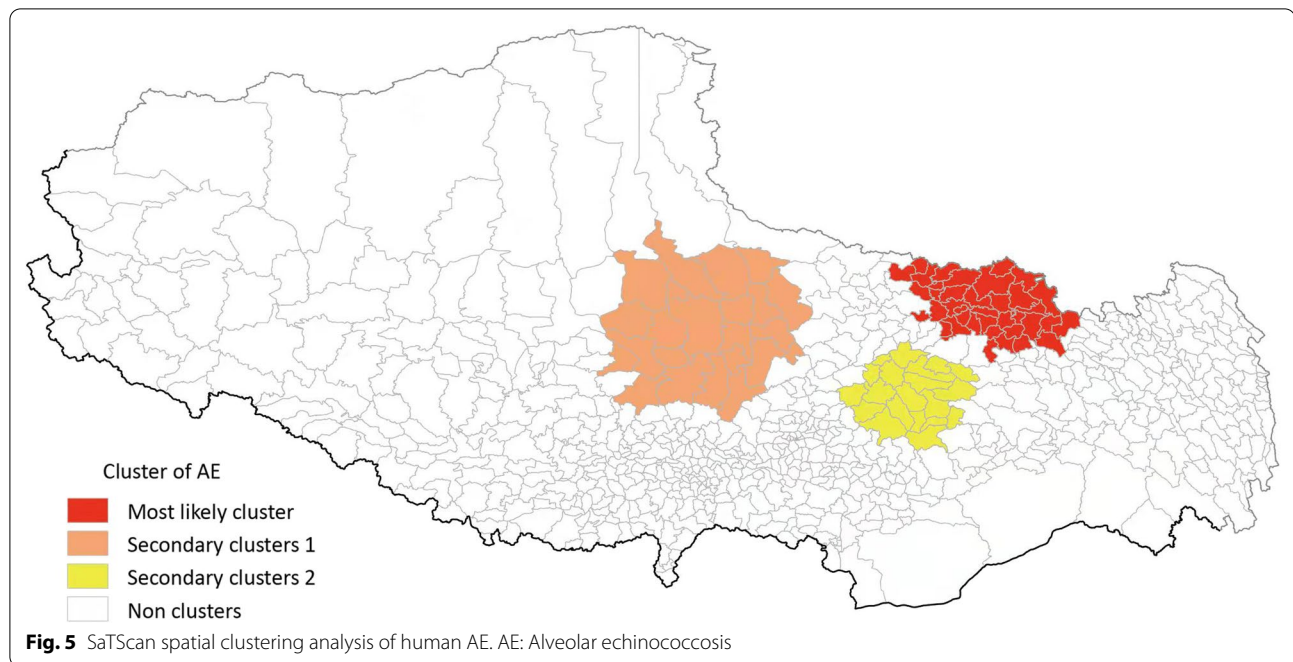 Cluster of AE
Most likely cluster
Secondary clusters 1
Secondary clusters 2
Non clusters
Fig. 5 SaTScan spatial clustering analysis of human AE. AE: Alveolar echinococcosis